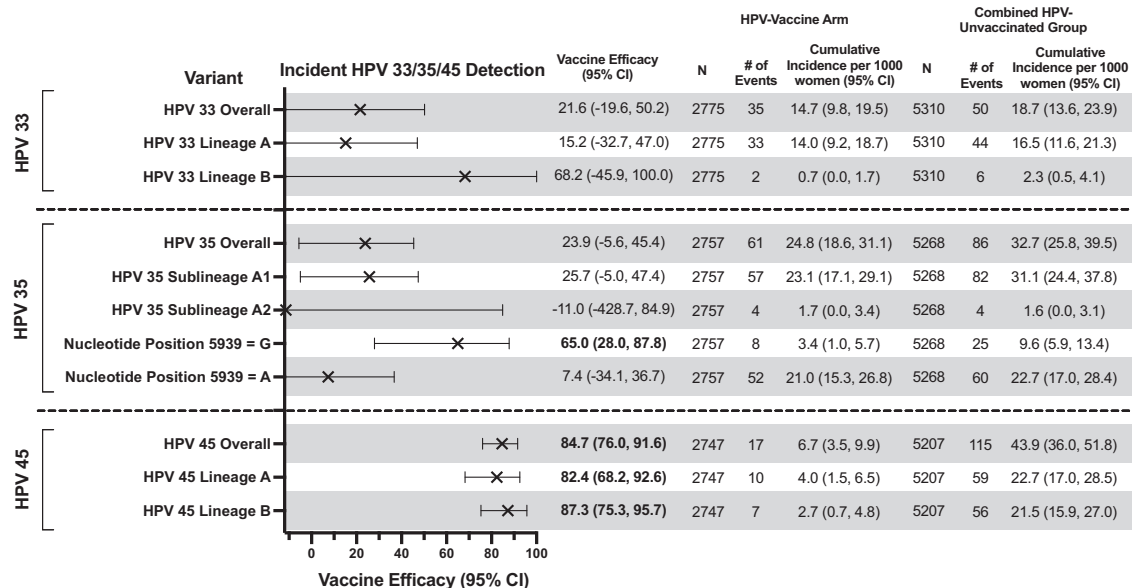 HPV-Vaccine Arm
Combined HPV-
Unvaccinated Group
Variant
Incident HPV 33/35/45 Detection
Vaccine Efficacy
(95% CI)
N
# of
Events
Cumulative
Incidence per 1000
women (95% CI)
N
# of
Events
Cumulative
Incidence per 1000
women (95% CI)
HPV 33
HPV 33 Overall 21.6 (-19.6, 50.2) 2775 35 14.7 (9.8, 19.5) 5310 50 18.7 (13.6, 23.9)
HPV 33 Lineage A 15.2 (-32.7, 47.0) 2775 33 14.0 (9.2, 18.7) 5310 44 16.5 (11.6, 21.3)
HPV 33 Lineage B 68.2 (-45.9, 100.0) 2775 2 0.7 (0.0, 1.7) 5310 6 2.3 (0.5, 4.1)
HPV 35
HPV 35 Overall 23.9 (-5.6, 45.4) 2757 61 24.8 (18.6, 31.1) 5268 86 32.7 (25.8, 39.5)
HPV 35 Sublineage A1 25.7 (-5.0, 47.4) 2757 57 23.1 (17.1, 29.1) 5268 82 31.1 (24.4, 37.8)
HPV 35 Sublineage A2 -11.0 (-428.7, 84.9) 2757 4 1.7 (0.0, 3.4) 5268 4 1.6 (0.0, 3.1)
Nucleotide Position 5939 = G 65.0 (28.0, 87.8) 2757 8 3.4 (1.0, 5.7) 5268 25 9.6 (5.9, 13.4)
Nucleotide Position 5939 = A 7.4 (-34.1, 36.7) 2757 52 21.0 (15.3, 26.8) 5268 60 22.7 (17.0, 28.4)
HPV 45
HPV 45 Overall 84.7 (76.0, 91.6) 2747 17 6.7 (3.5, 9.9) 5207 115 43.9 (36.0, 51.8)
HPV 45 Lineage A 82.4 (68.2, 92.6) 2747 10 4.0 (1.5, 6.5) 5207 59 22.7 (17.0, 28.5)
HPV 45 Lineage B 87.3 (75.3, 95.7) 2747 7 2.7 (0.7, 4.8) 5207 56 21.5 (15.9, 27.0)
0 20 40 60 80 100
Vaccine Efficacy (95% CI)